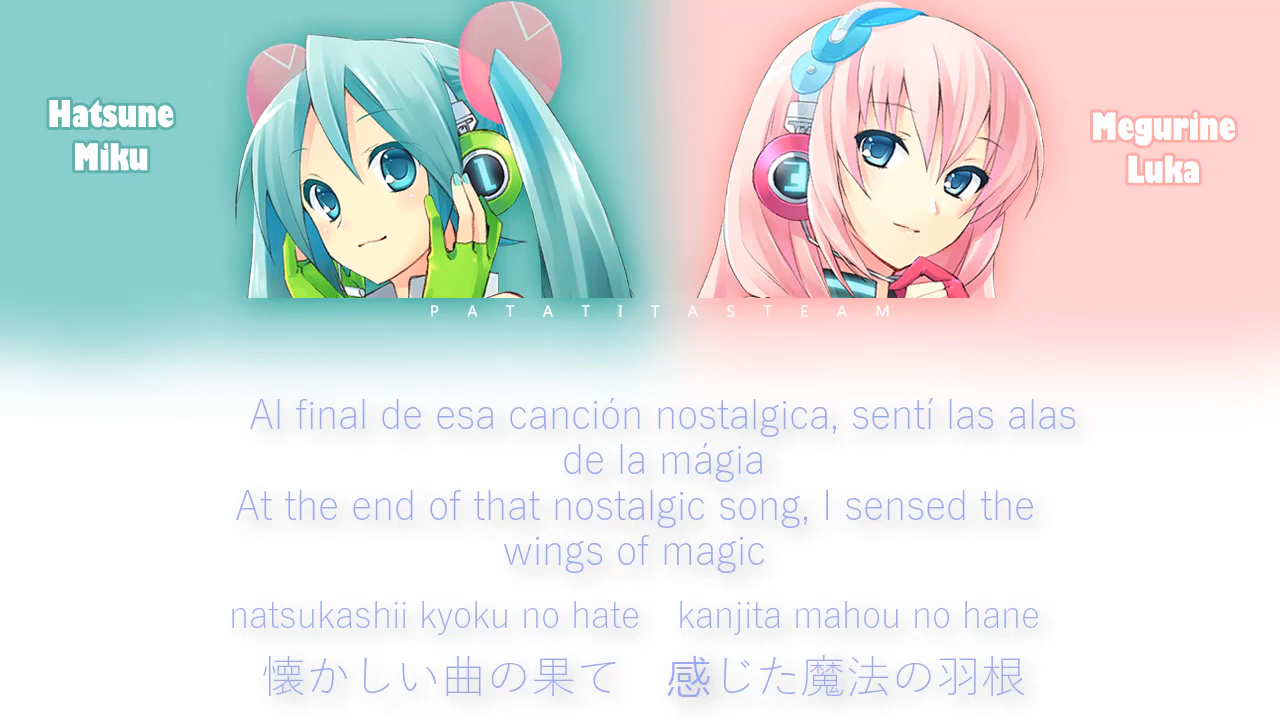 Hatsune
Miku
Megurine
Luka
1
3
PATATITASTEAM
Al final de esa canción nostalgica, sentí las alas
de la mágia
At the end of that nostalgic song, I sensed the
wings of magic
natsukashii kyoku no hate kanjita mahou no hane
懐かしい曲の果て 感じた魔法の羽根